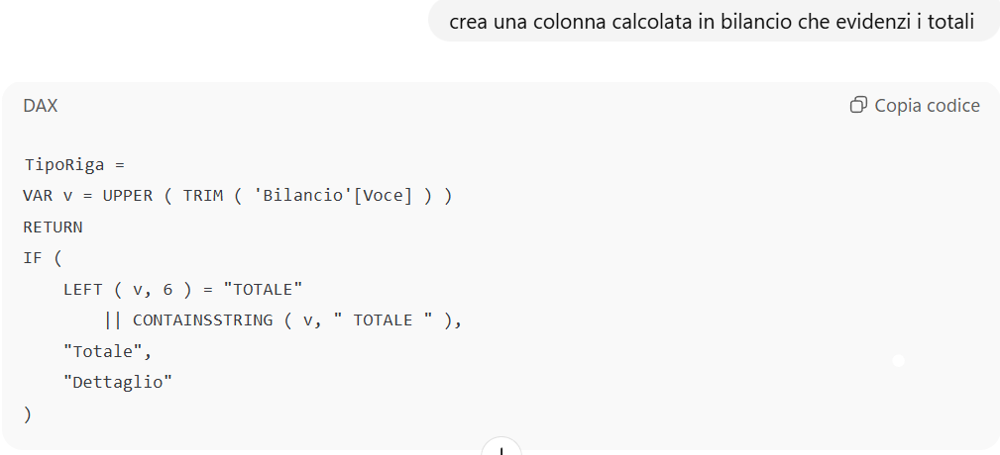 crea una colonna calcolata in bilancio che evidenzi i totali
DAX
Copia codice
TipoRiga =
VAR v = UPPER ( TRIM ( 'Bilancio'[Voce] ) )
RETURN
IF (
    LEFT ( v, 6 ) = "TOTALE"
        || CONTAINSSTRING ( v, " TOTALE " ),
    "Totale",
    "Dettaglio"
)